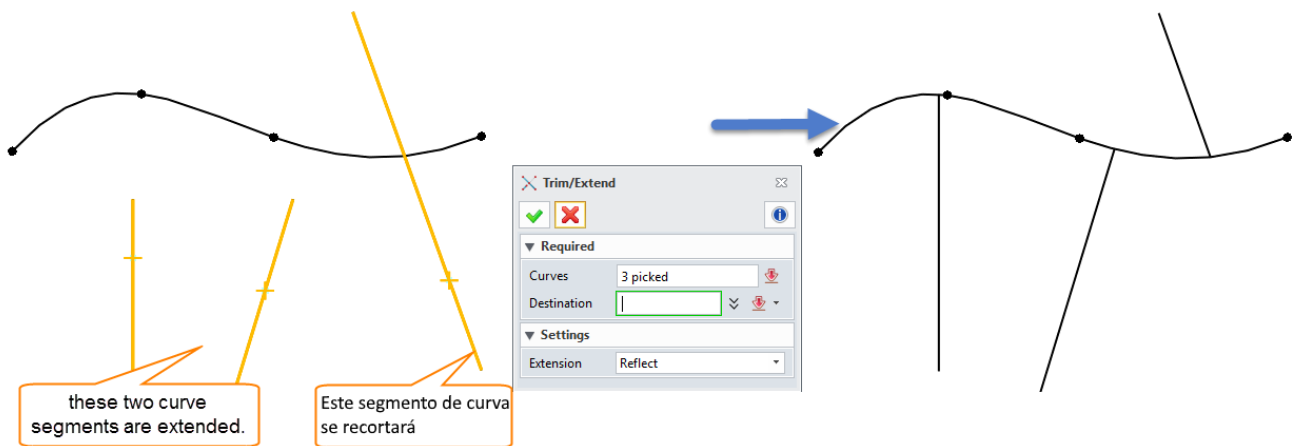 Trim/Extend
Required
Curves 3 picked
Destination
Settings
Extension Reflect
these two curve
segments are extended.
Este segmento de curva
se recortará